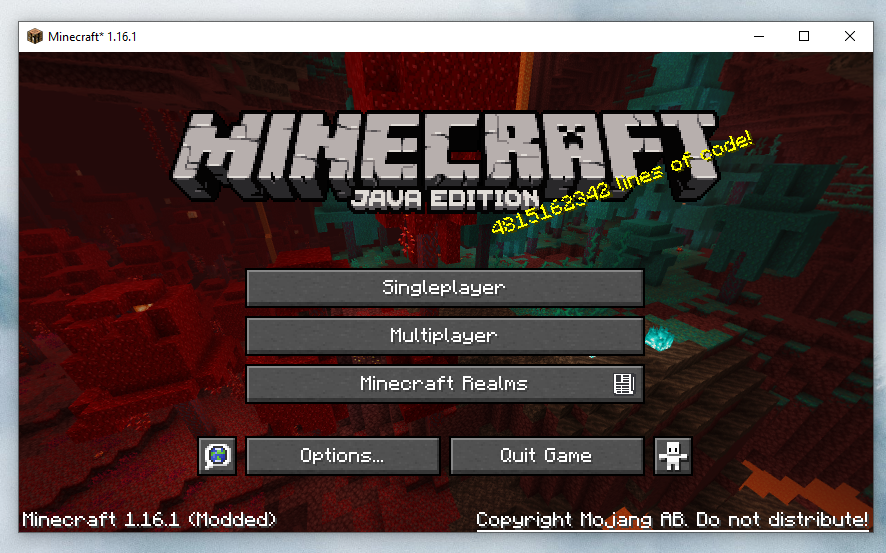 Minecraft* 1.16.1
MINECRAFT
JAVA EDITION
4815162342 lines of code!
Singleplayer
Multiplayer
Minecraft Realms
Options...
Quit Game
Minecraft 1.16.1 (Modded)
Copyright Mojang AB. Do not distribute!